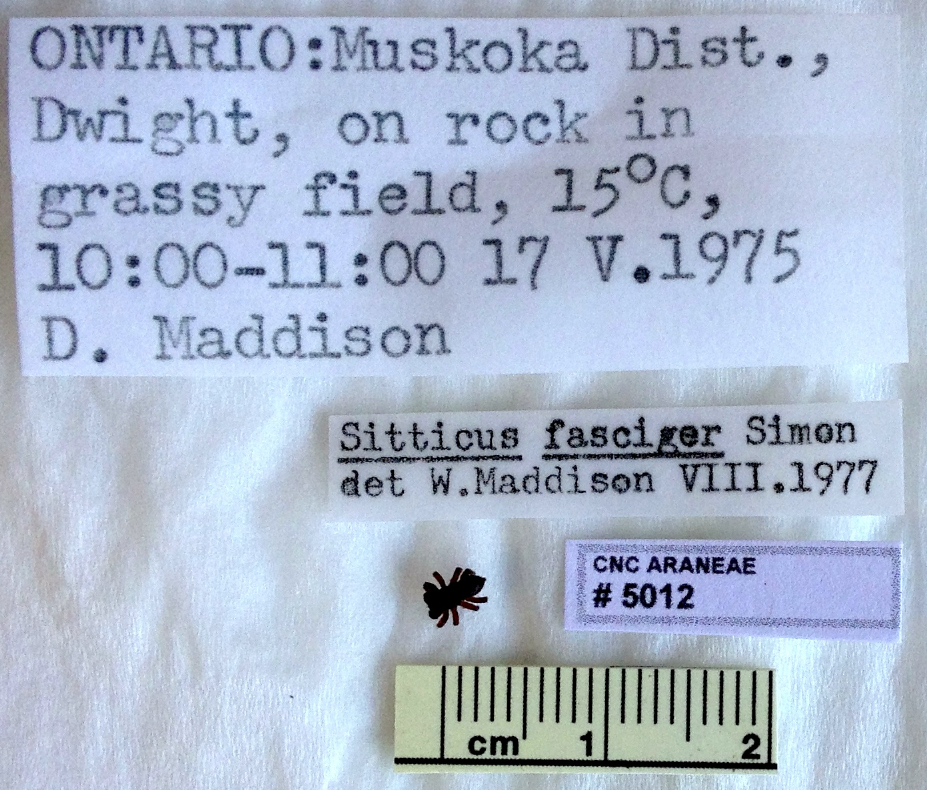 ONTARIO:Muskoka Dist.,
Dwight, on rock in
grassy field, 15°C,
10:00-11:00 17 V.1975
D. Maddison
Sitticus fasciger Simon
det W.Maddison VIII.1977
CNC ARANEAE
# 5012
cm 1 2